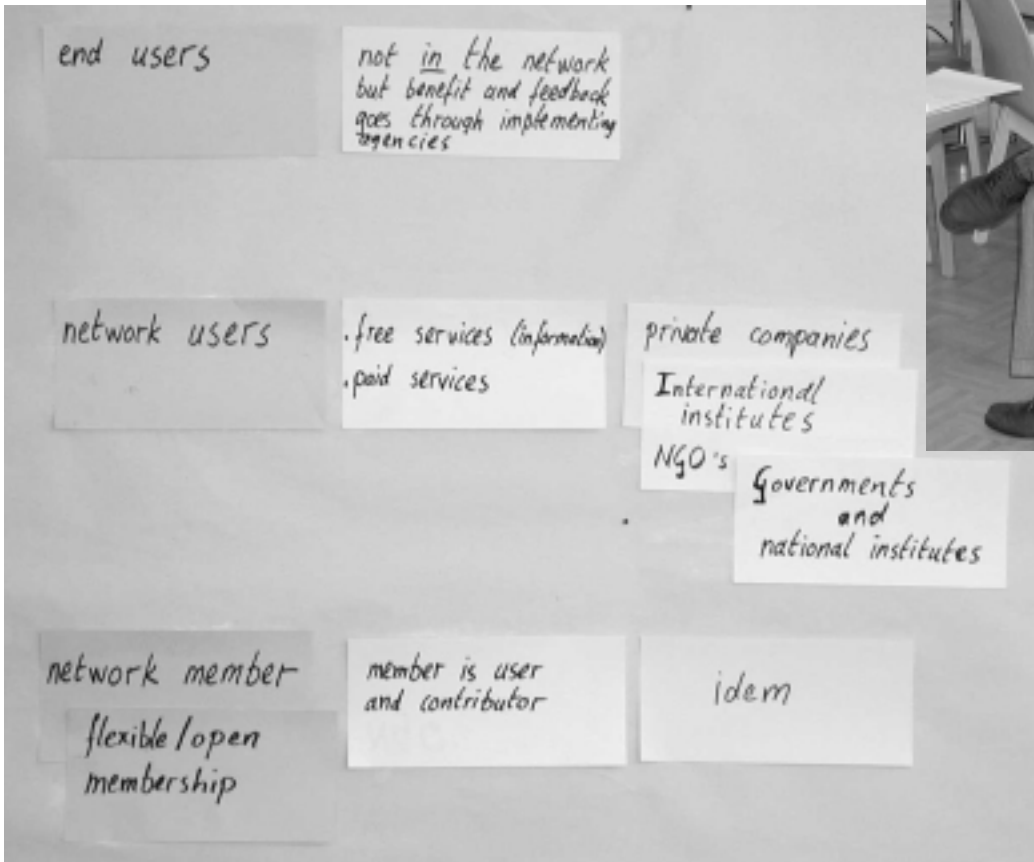 end users
not in the network
but benefit and feedback
goes through implementing
agencies
network users
.free services (information)
.paid services
private companies
International
institutes
NGO's
Governments
and
national institutes
network member
flexible/open
membership
member is user
and contributor
idem